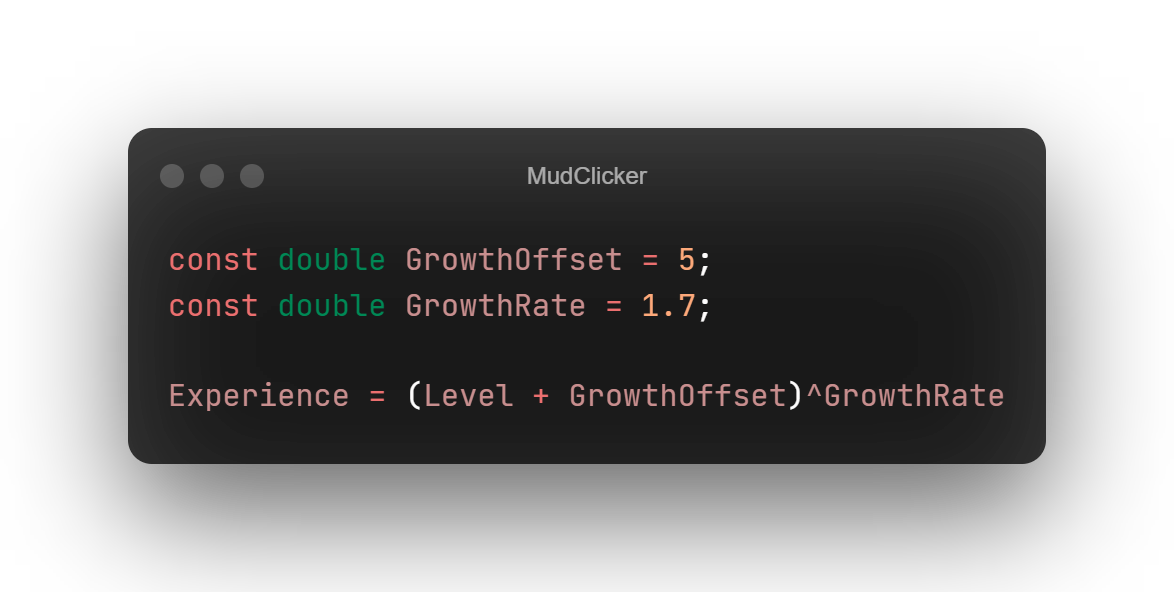 MudClicker
const double GrowthOffset = 5;
const double GrowthRate = 1.7;
Experience = (Level + GrowthOffset)^GrowthRate